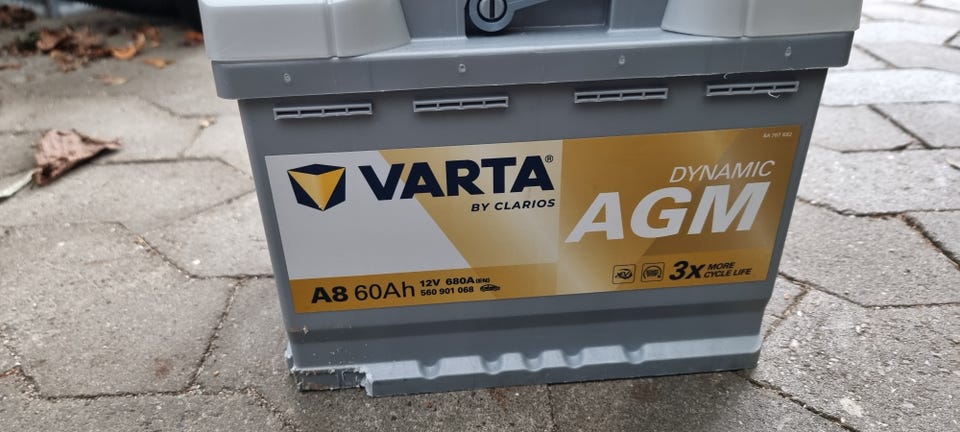 VARTA®
BY CLARIOS
DYNAMIC
AGM
3x MORE CYCLE LIFE
A8 60Ah 12V 680A(EN)
560 901 068